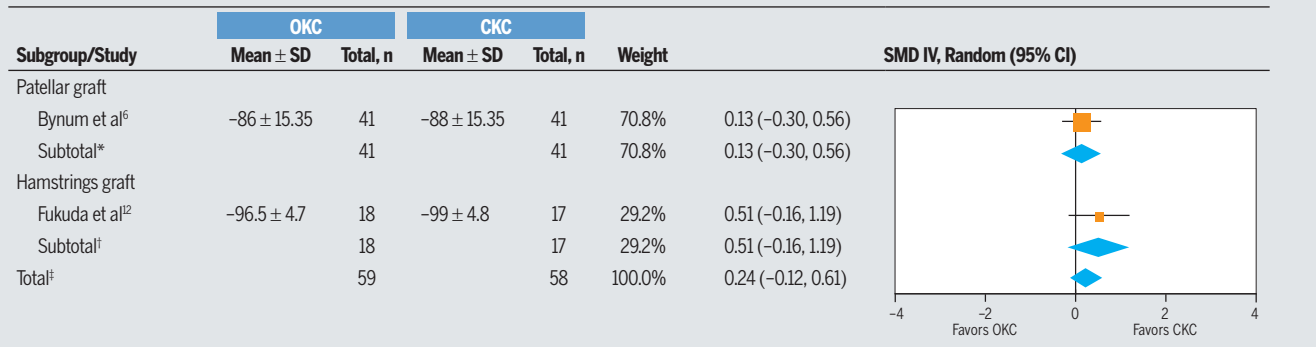 OKC CKC
Subgroup/Study Mean ± SD Total, n Mean ± SD Total, n Weight SMD IV, Random (95% CI)
Patellar graft
Bynum et al⁶ –86 ± 15.35 41 –88 ± 15.35 41 70.8% 0.13 (–0.30, 0.56)
Subtotal* 41 41 70.8% 0.13 (–0.30, 0.56)
Hamstrings graft
Fukuda et al¹² –96.5 ± 4.7 18 –99 ± 4.8 17 29.2% 0.51 (–0.16, 1.19)
Subtotal† 18 17 29.2% 0.51 (–0.16, 1.19)
Total‡ 59 58 100.0% 0.24 (–0.12, 0.61)
–4 –2 0 2 4
Favors OKC Favors CKC